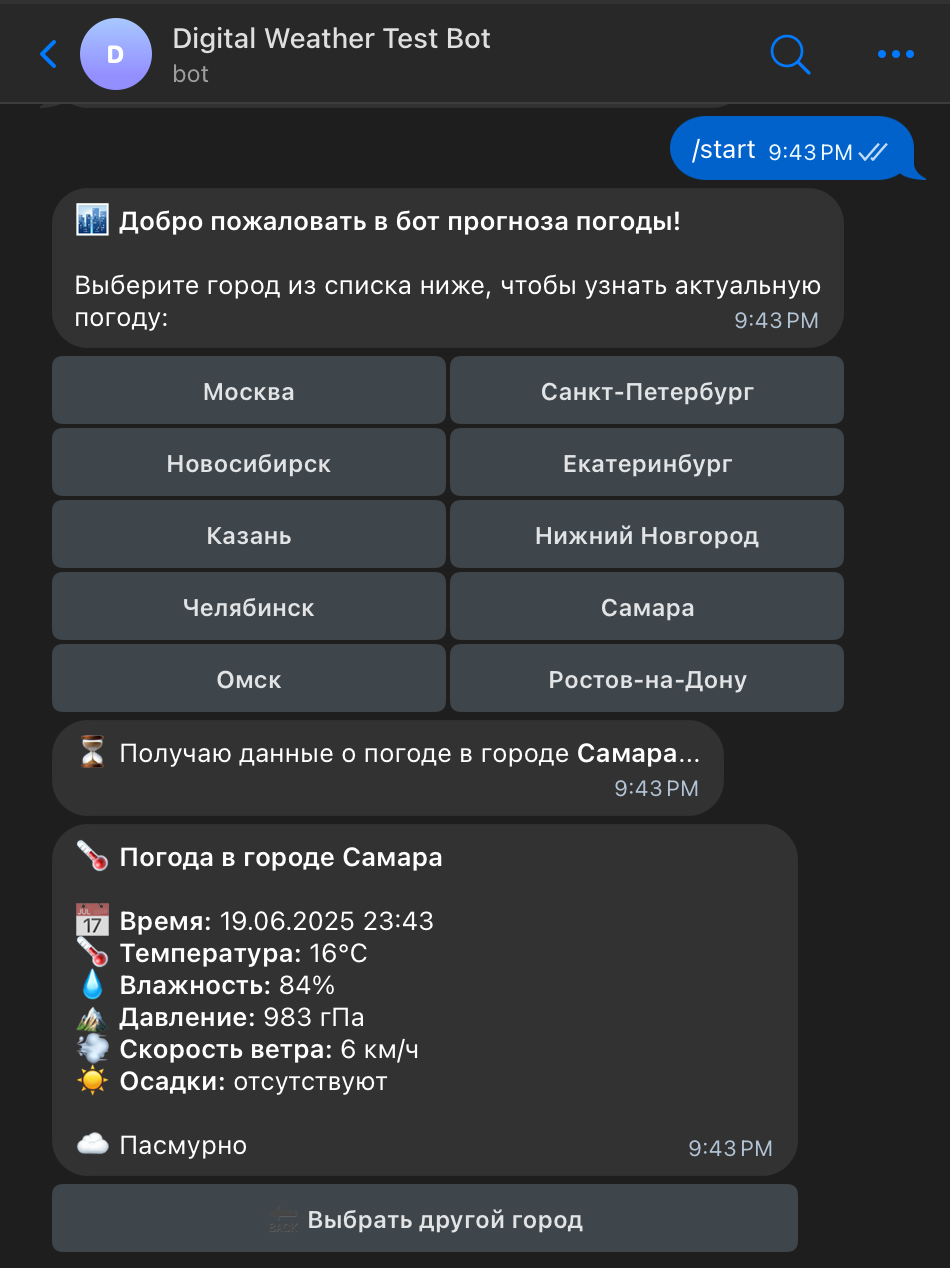 D
Digital Weather Test Bot
bot
/start 9:43 PM
Добро пожаловать в бот прогноза погоды!
Выберите город из списка ниже, чтобы узнать актуальную
погоду:
9:43 PM
Москва
Санкт-Петербург
Новосибирск
Екатеринбург
Казань
Нижний Новгород
Челябинск
Самара
Омск
Ростов-на-Дону
Получаю данные о погоде в городе Самара...
9:43 PM
Погода в городе Самара
JUL 17 Время: 19.06.2025 23:43
Температура: 16°C
Влажность: 84%
Давление: 983 гПа
Скорость ветра: 6 км/ч
Осадки: отсутствуют
Пасмурно
9:43 PM
BACK Выбрать другой город